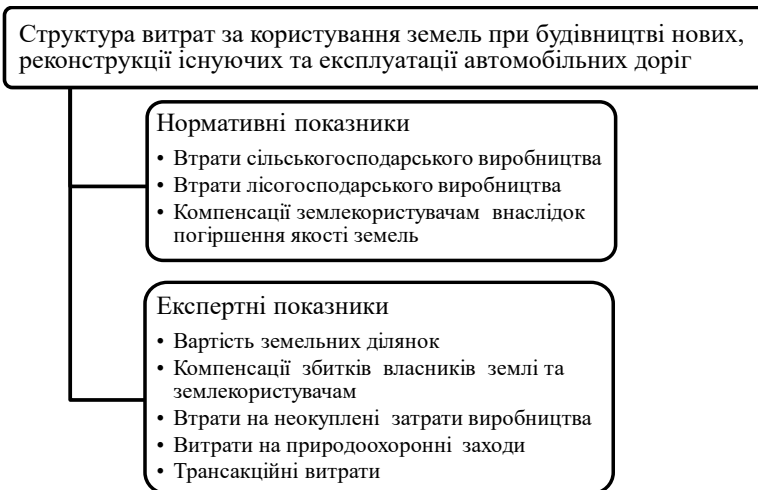 Структура витрат за користування земель при будівництві нових,
реконструкції існуючих та експлуатації автомобільних доріг
Нормативні показники
• Втрати сільськогосподарського виробництва
• Втрати лісогосподарського виробництва
• Компенсації землекористувачам внаслідок
погіршення якості земель
Експертні показники
• Вартість земельних ділянок
• Компенсації збитків власників землі та
землекористувачам
• Втрати на неокуплені затрати виробництва
• Витрати на природоохоронні заходи
• Трансакційні витрати